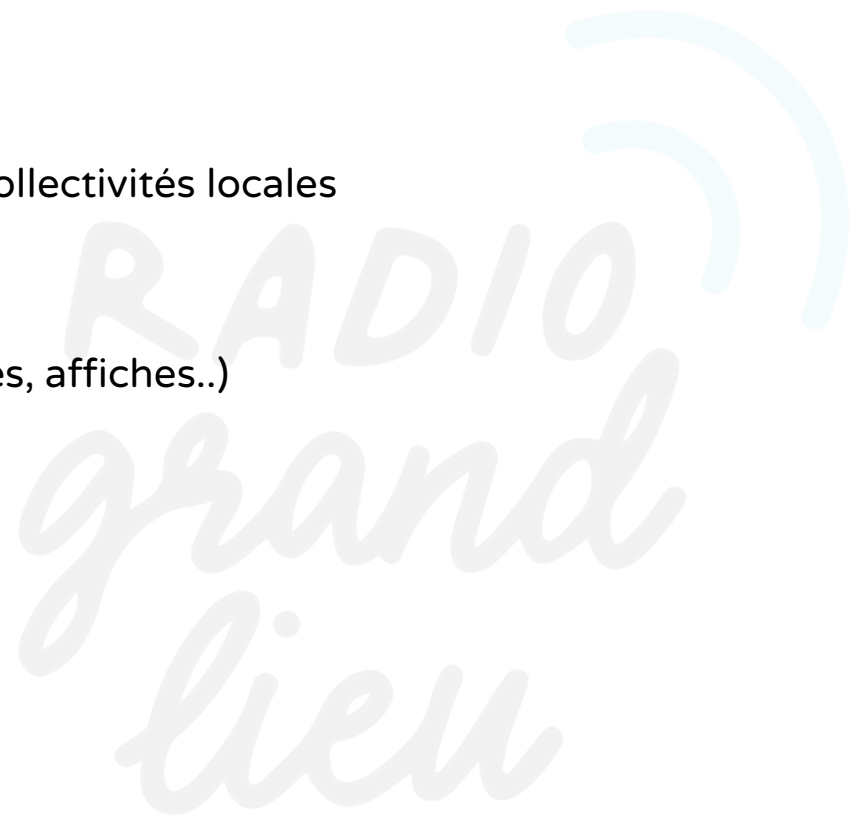 ollectivités locales
RADIO
es, affiches..)
grand
lieu